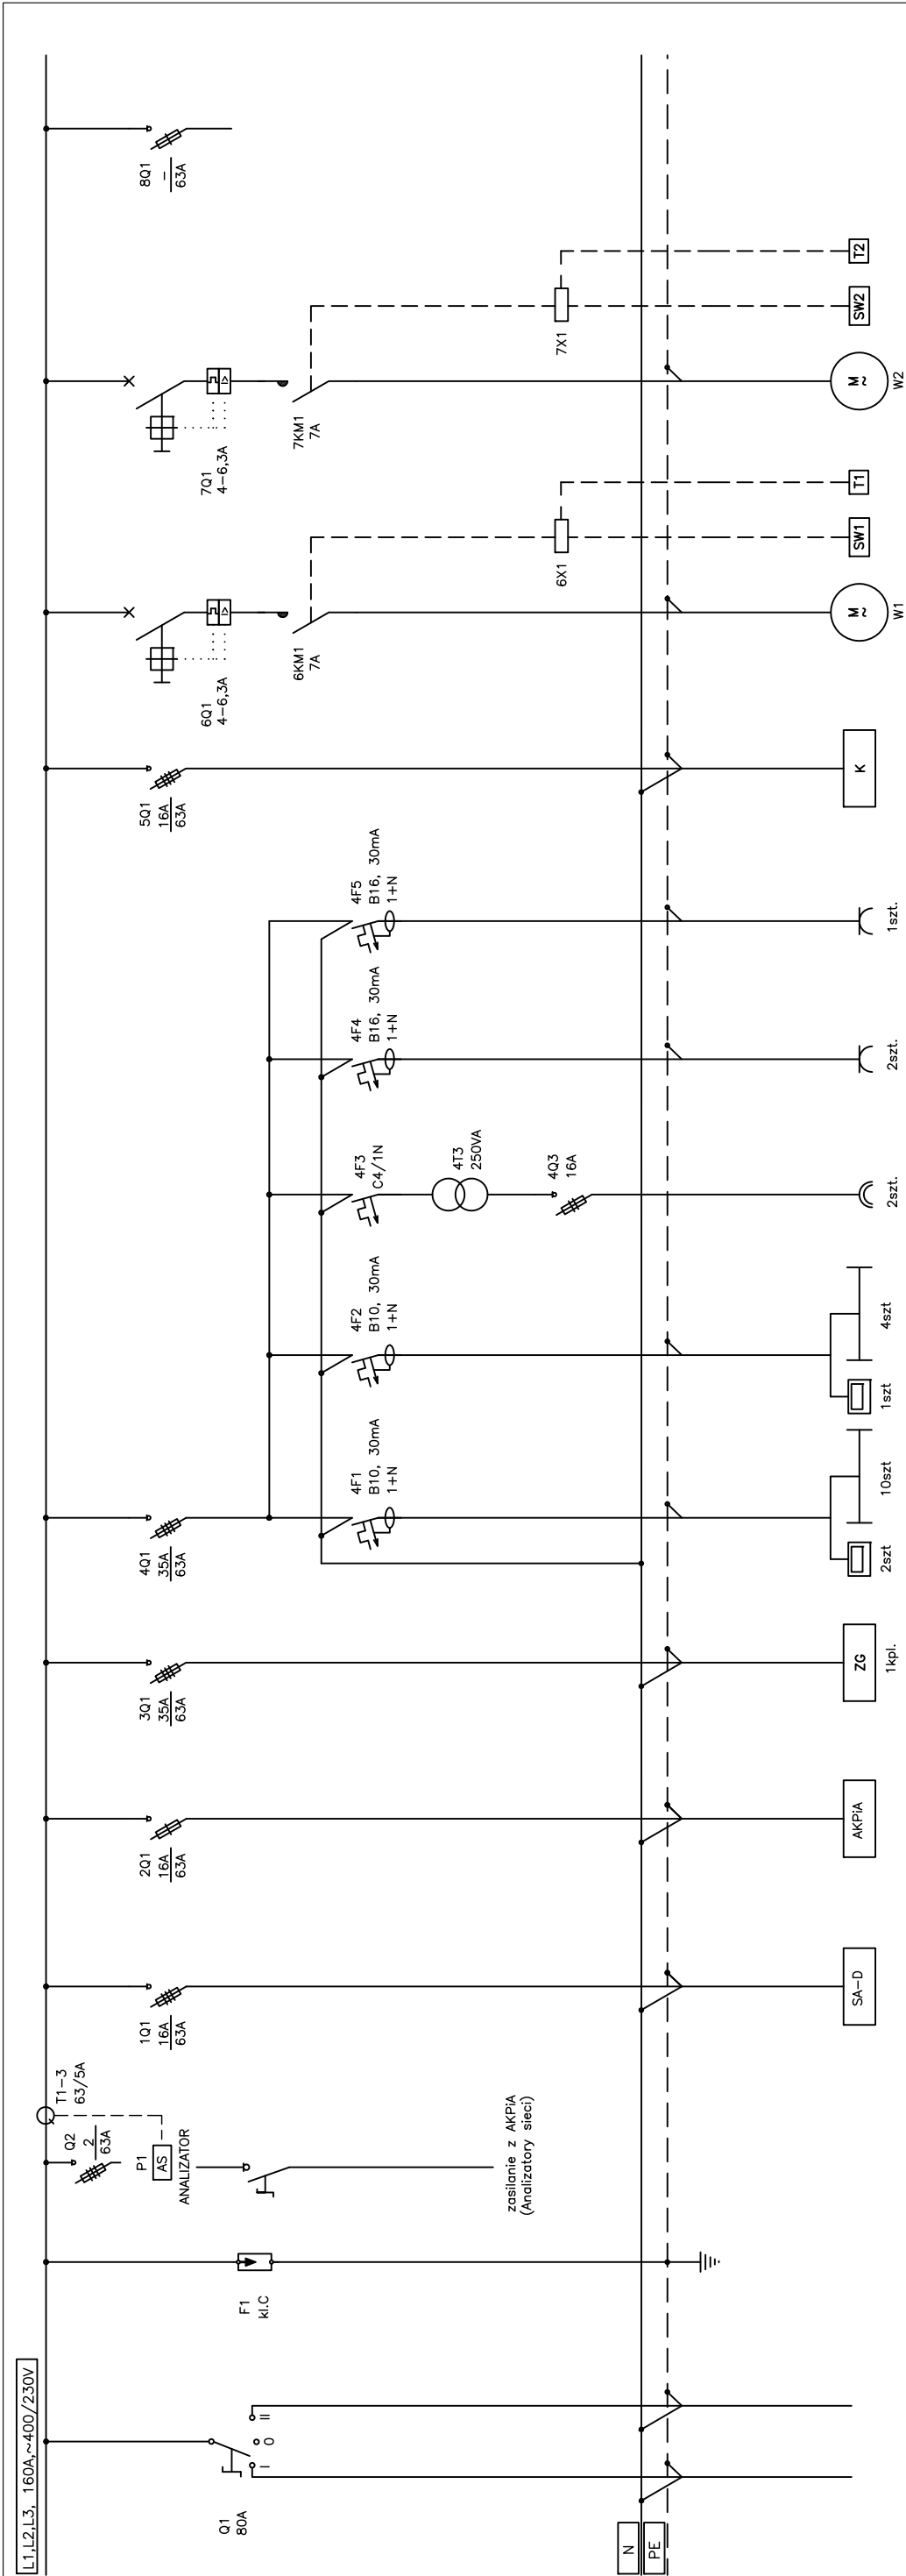 L1,L2,L3, 160A,~400/230V
Q1
80A
I
0
II
N
PE
F1
kl.C
Q2
2
63A
T1-3
63/5A
P1
AS
ANALIZATOR
zasilanie z AKPiA
(Analizatory sieci)
1Q1
16A
63A
SA-D
2Q1
16A
63A
AKPiA
3Q1
35A
63A
ZG
1kpl.
4Q1
35A
63A
4F1
B10, 30mA
1+N
2szt
10szt
4F2
B10, 30mA
1+N
1szt
4szt
4F3
C4/1N
4T3
250VA
4Q3
16A
2szt.
4F4
B16, 30mA
1+N
2szt.
4F5
B16, 30mA
1+N
1szt.
5Q1
16A
63A
K
6Q1
4-6,3A
I>
6KM1
7A
6X1
M~
W1
SW1
T1
7Q1
4-6,3A
I>
7KM1
7A
7X1
M~
W2
SW2
T2
8Q1
-
63A